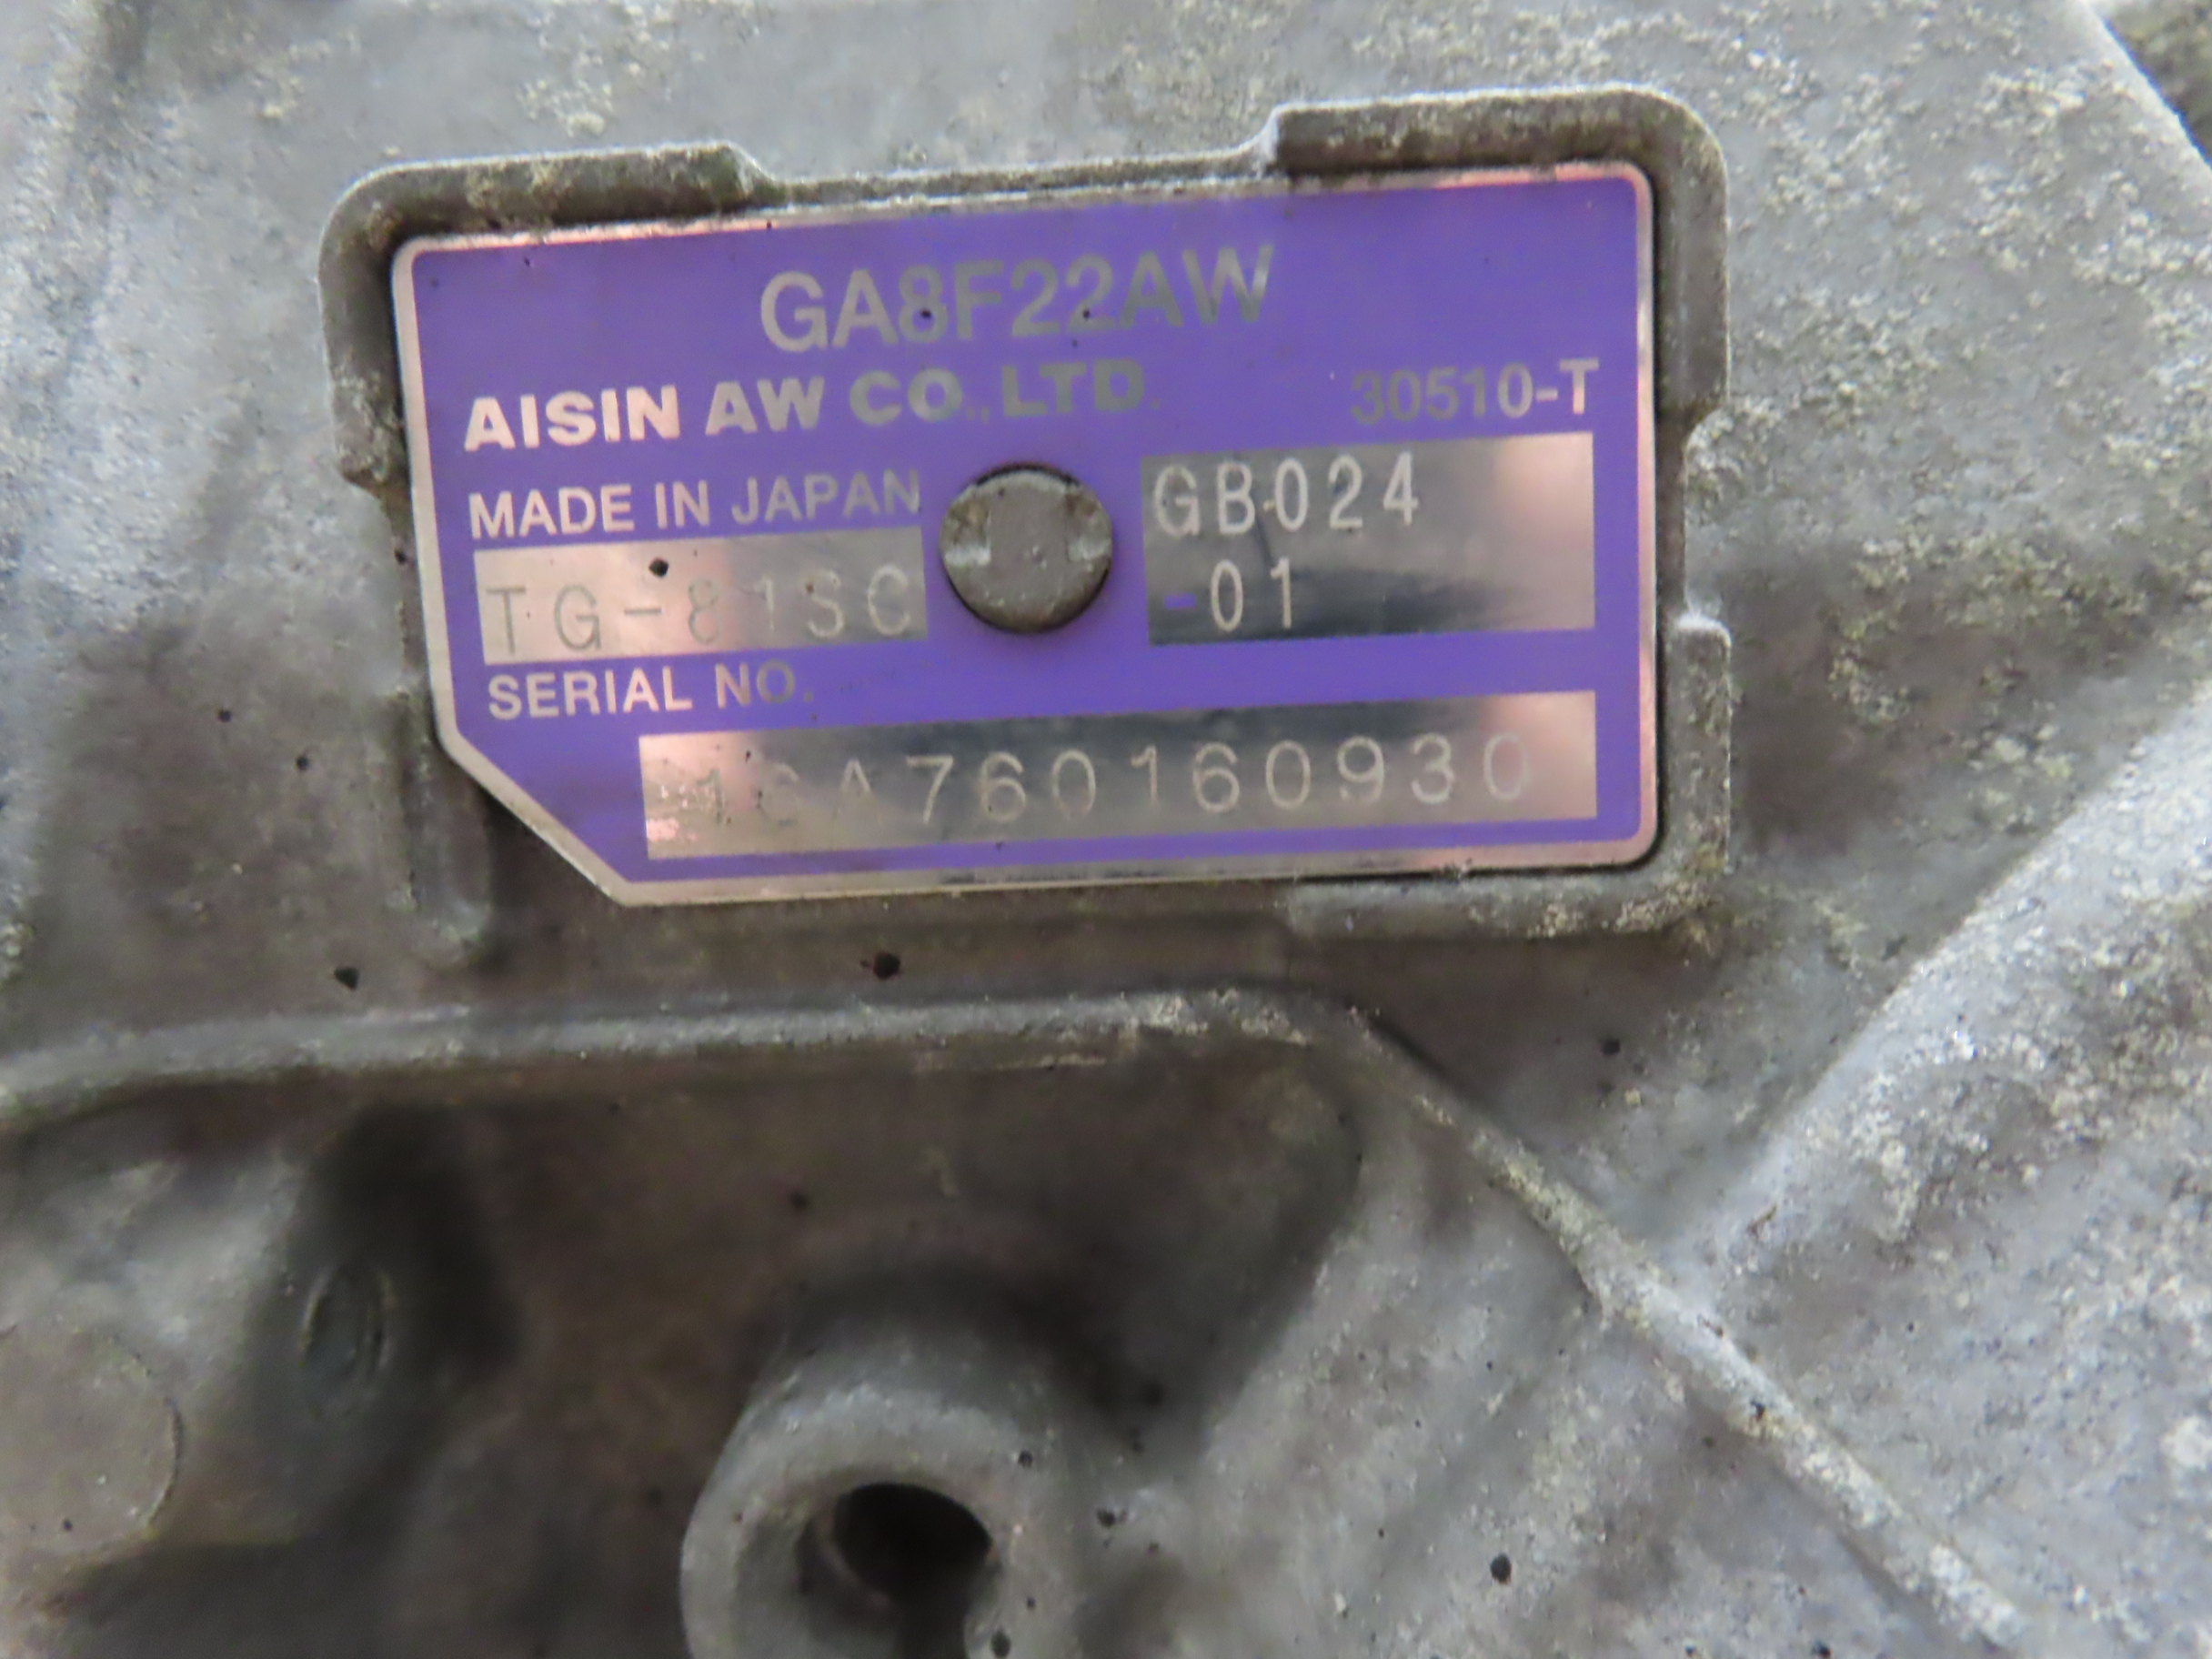 GA8F22AW
AISIN AW CO.,LTD. 30510-T
MADE IN JAPAN GB024
TG-81SC -01
SERIAL NO.